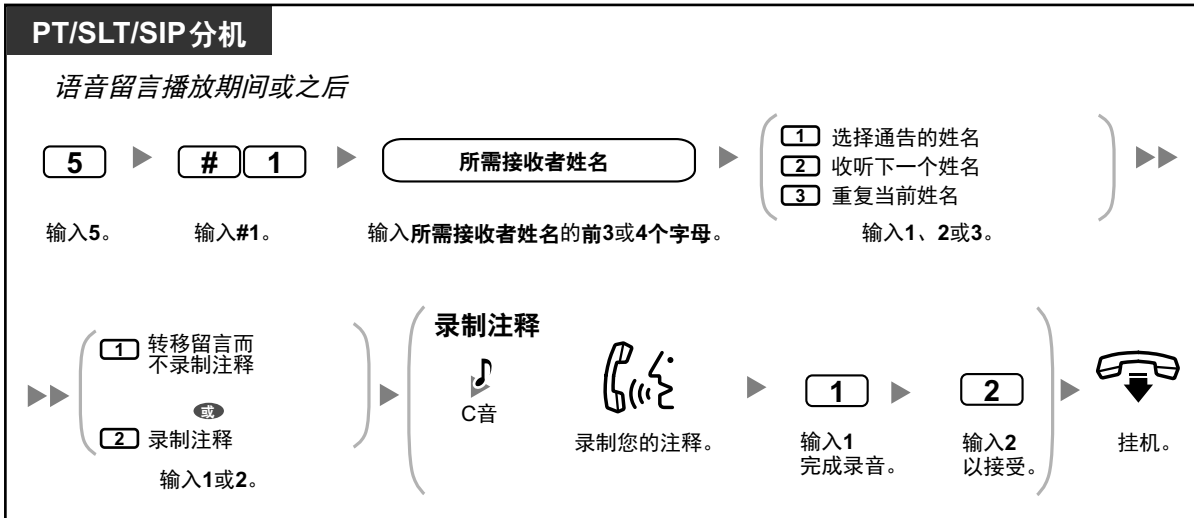 PT/SLT/SIP分机
语音留言播放期间或之后
5
# 1
所需接收者姓名
1 选择通告的姓名
2 收听下一个姓名
3 重复当前姓名
输入5。
输入#1。
输入所需接收者姓名的前3或4个字母。
输入1、2或3。
1 转移留言而
不录制注释
或
2 录制注释
输入1或2。
录制注释
C音
录制您的注释。
1
输入1
完成录音。
2
输入2
以接受。
挂机。